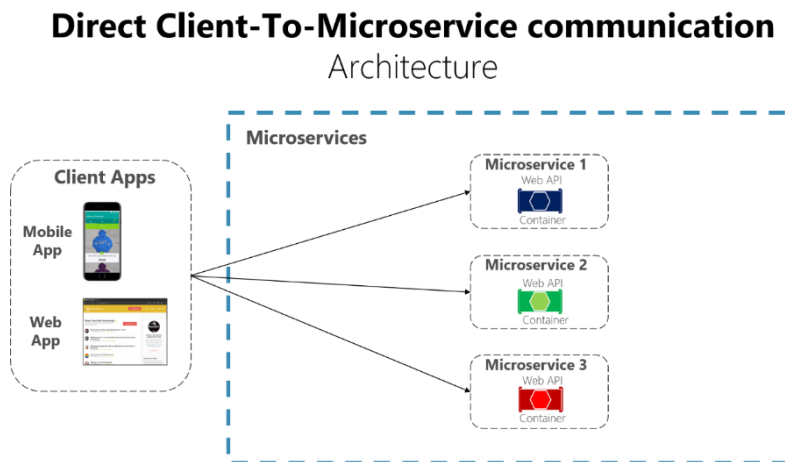 Direct Client-To-Microservice communication
Architecture
Microservices
Client Apps
Mobile
App
Web
App
Microservice 1
Web API
Container
Microservice 2
Web API
Container
Microservice 3
Web API
Container